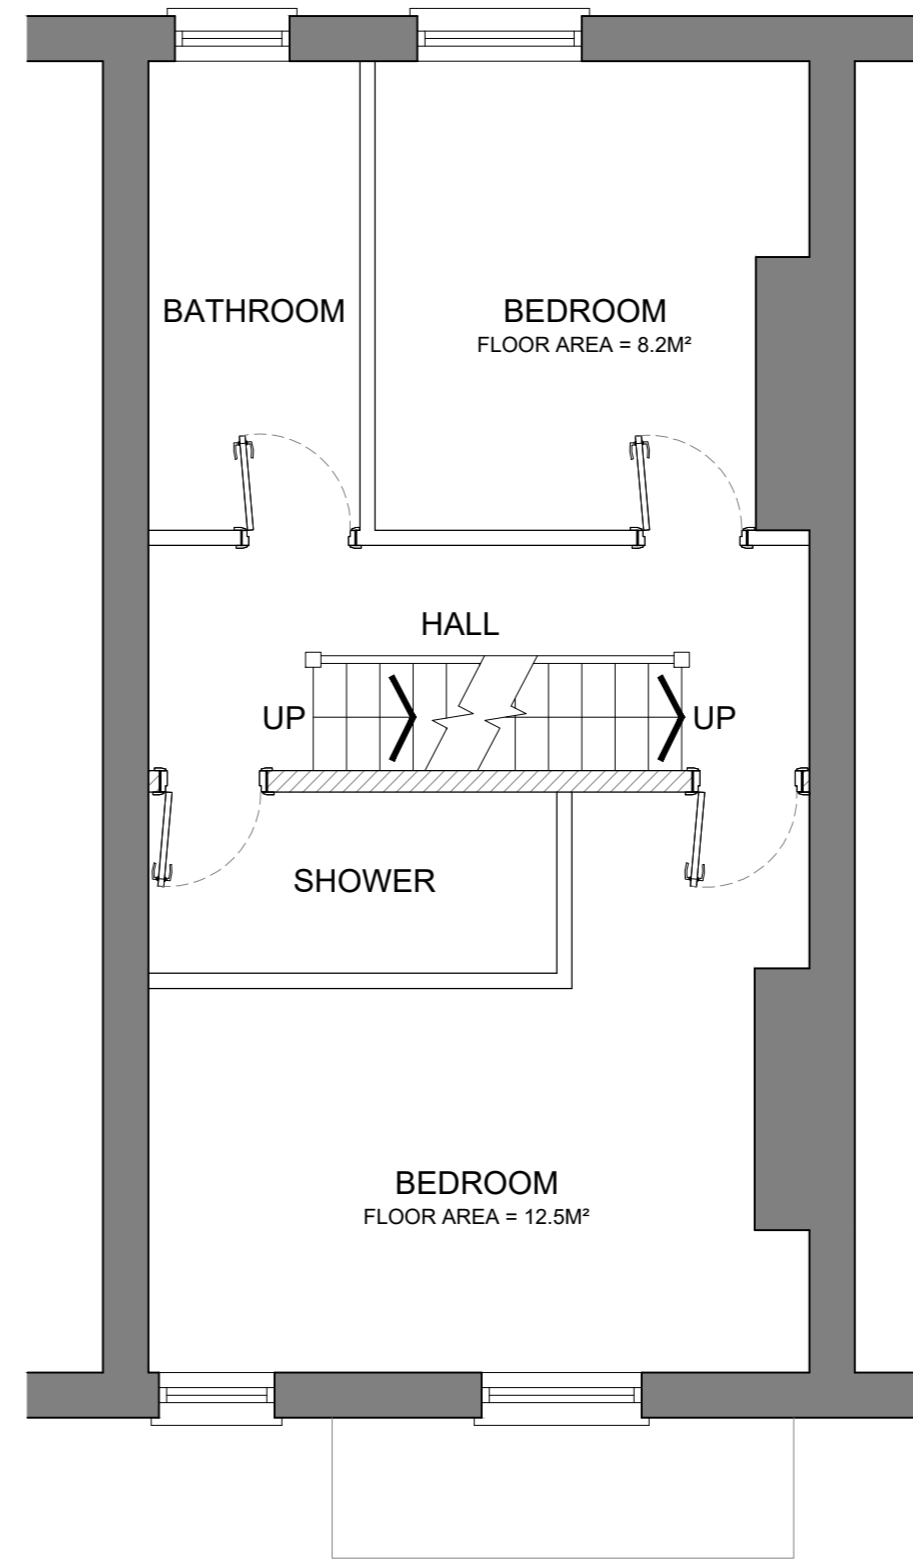 BATHROOM
BEDROOM
FLOOR AREA = 8.2M²
HALL
UP
UP
SHOWER
BEDROOM
FLOOR AREA = 12.5M²